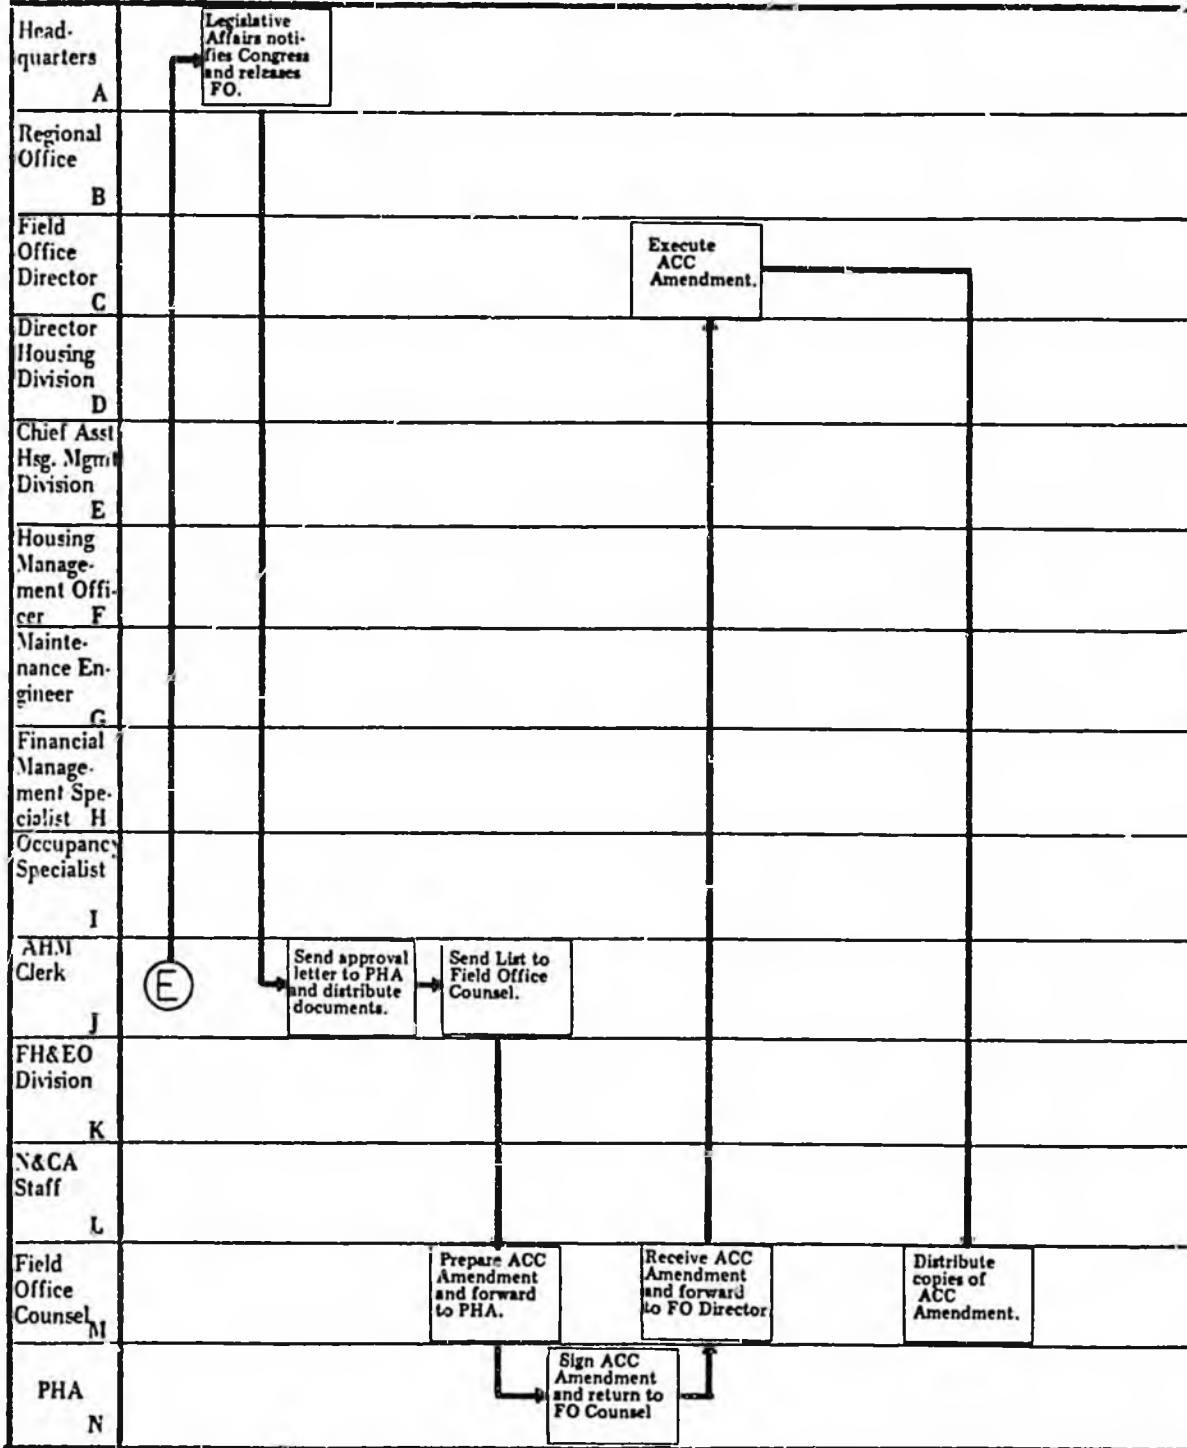 Head-
quarters
A
Legislative
Affairs noti-
fies Congress
and releases
FO.
Regional
Office
B
Field
Office
Director
C
Execute
ACC
Amendment.
Director
Housing
Division
D
Chief Asst
Hsg. Mgmt
Division
E
Housing
Manage-
ment Offi-
cer F
Mainte-
nance En-
gineer
G
Financial
Manage-
ment Spe-
cialist H
Occupancy
Specialist
I
AHM
Clerk
J
E
Send approval
letter to PHA
and distribute
documents.
Send List to
Field Office
Counsel.
FH&EO
Division
K
N&CA
Staff
L
Field
Office
Counsel
M
Prepare ACC
Amendment
and forward
to PHA.
Receive ACC
Amendment
and forward
to FO Director
Distribute
copies of
ACC
Amendment.
PHA
N
Sign ACC
Amendment
and return to
FO Counsel